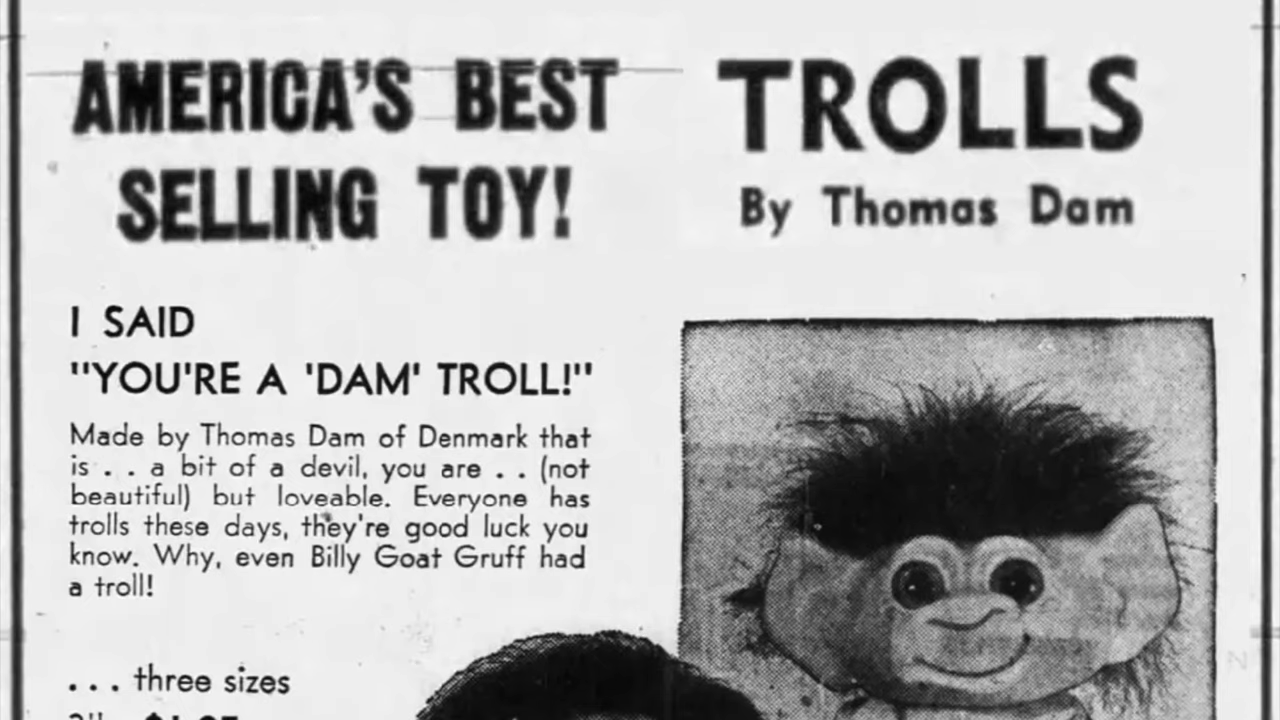 AMERICA'S BEST
SELLING TOY!
TROLLS
By Thomas Dam
I SAID
"YOU'RE A 'DAM' TROLL!"
Made by Thomas Dam of Denmark that
is . . a bit of a devil, you are . . (not
beautiful) but loveable. Everyone has
trolls these days, they're good luck you
know. Why, even Billy Goat Gruff had
a troll!
. . . three sizes